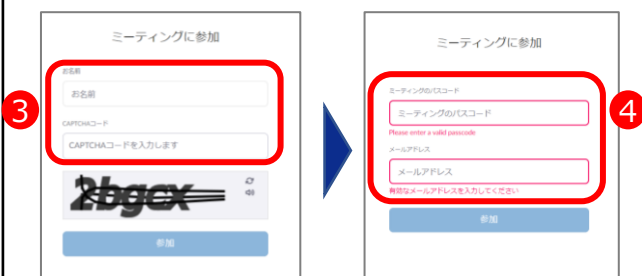 ミーティングに参加
お名前
お名前
CAPTCHAコード
CAPTCHAコードを入力します
2bgcx
参加
3
ミーティングに参加
ミーティングのパスコード
ミーティングのパスコード
Please enter a valid passcode
メールアドレス
メールアドレス
有効なメールアドレスを入力してください
参加
4